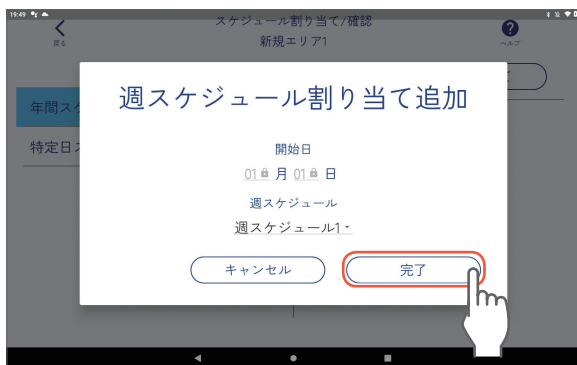 19:49
スケジュール割り当て/確認
戻る
新規エリア1
ヘルプ
年間ス
特定日ス
週スケジュール割り当て追加
開始日
01 月 01 日
週スケジュール
週スケジュール1
キャンセル
完了